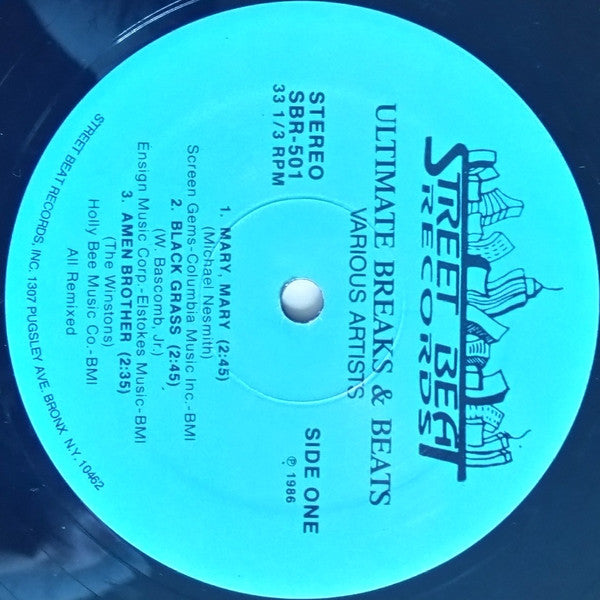 STREET BEAT
RECORDS
ULTIMATE BREAKS & BEATS
VARIOUS ARTISTS
STEREO
SBR-501
33 1/3 RPM
SIDE ONE
℗ 1986
1. MARY, MARY (2:45)
(Michael Nesmith)
Screen Gems-Columbia Music Inc.-BMI
2. BLACK GRASS (2:45)
(W. Bascomb, Jr.)
Ensign Music Corp.-Elstokes Music-BMI
3. AMEN BROTHER (2:35)
(The Winstons)
Holly Bee Music Co.-BMI
All Remixed
STREET BEAT RECORDS, INC. 1307 PUGSLEY AVE. BRONX, N.Y. 10462